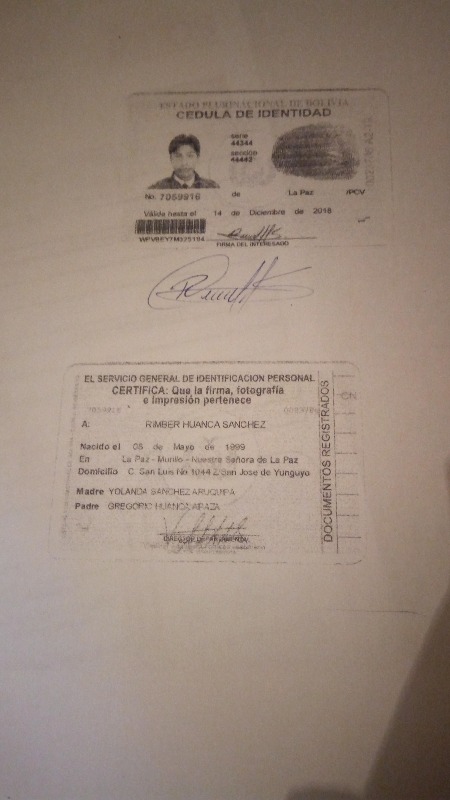 ESTADO PLURINACIONAL DE BOLIVIA
CEDULA DE IDENTIDAD
serie
44344
sección
44442
No. 7059916 de La Paz /PCV
Válida hasta el 14 de Diciembre de 2018
FIRMA DEL INTERESADO
EL SERVICIO GENERAL DE IDENTIFICACION PERSONAL
CERTIFICA: Que la firma, fotografía
e impresión pertenece
7059916
A: RIMBER HUANCA SANCHEZ
Nacido el 05 de Mayo de 1999
En La Paz - Murillo - Nuestra Señora de La Paz
Domicilio C. San Luis No 1044 Z/San Jose de Yunguyo
Madre YOLANDA SANCHEZ ARUQUIPA
Padre GREGORIO HUANCA APAZA
DOCUMENTOS REGISTRADOS
CN